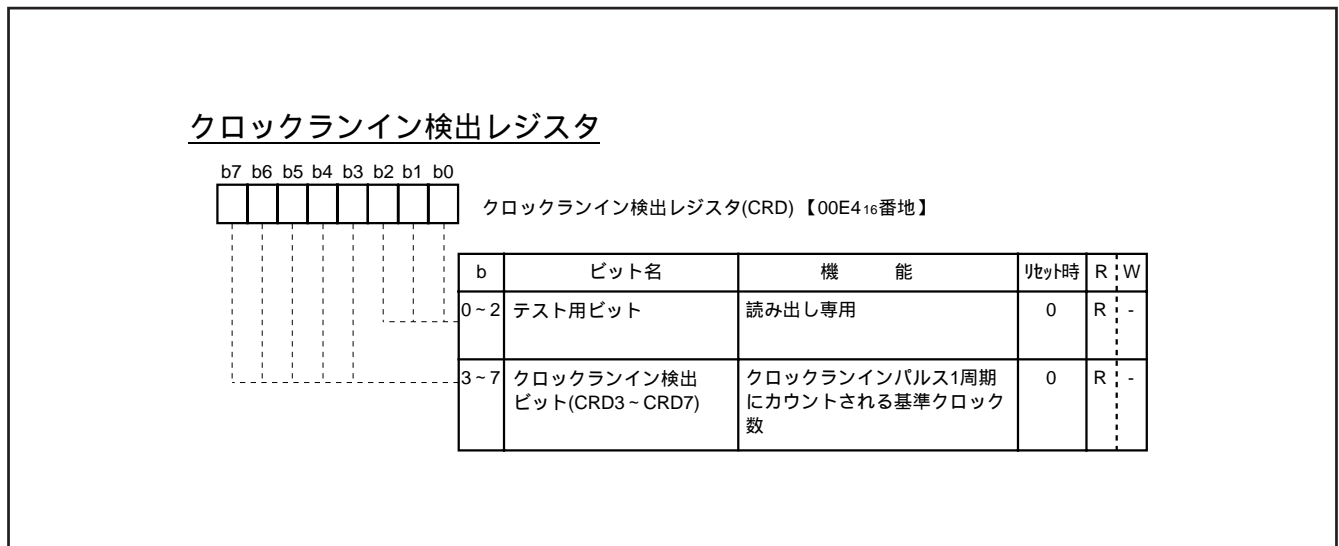 クロックランイン検出レジスタ
b7 b6 b5 b4 b3 b2 b1 b0
クロックランイン検出レジスタ(CRD)【00E416番地】
b ビット名 機 能 リセット時 R W
0~2 テスト用ビット 読み出し専用 0 R -
3~7 クロックランイン検出 クロックランインパルス1周期 0 R -
ビット(CRD3~CRD7) にカウントされる基準クロック
数